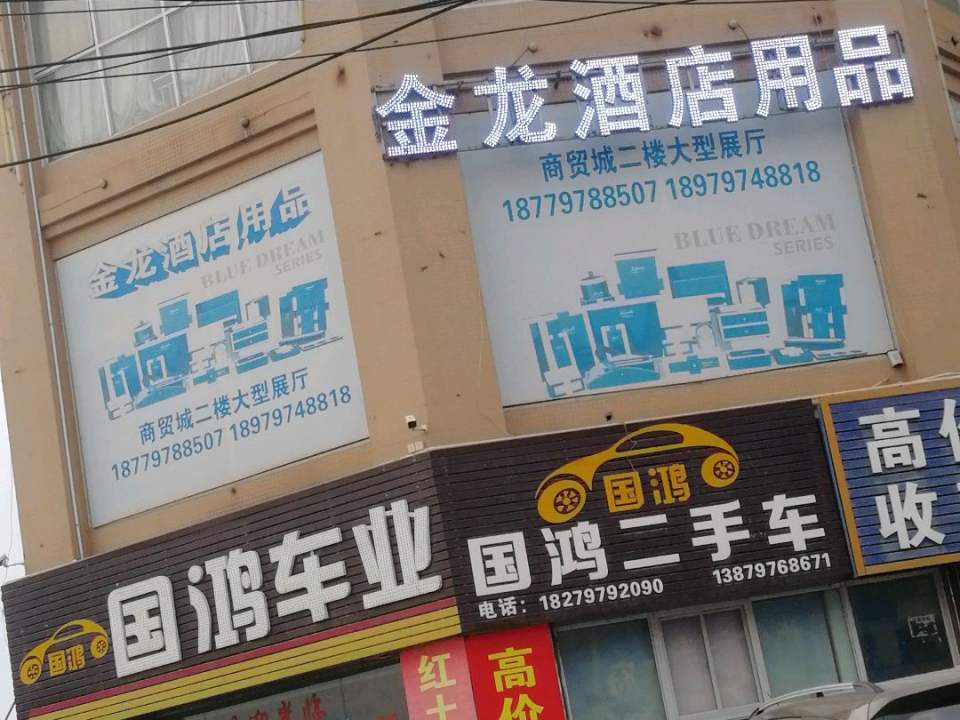 金龙酒店用品
商贸城二楼大型展厅
18779788507 18979748818
BLUE DREAM
SERIES
金龙酒店用品
BLUE DREAM
SERIES
商贸城二楼大型展厅
18779788507 18979748818
国鸿
国鸿车业
国鸿
国鸿二手车
电话：18279792090 13879768671
高
收
红土
高价